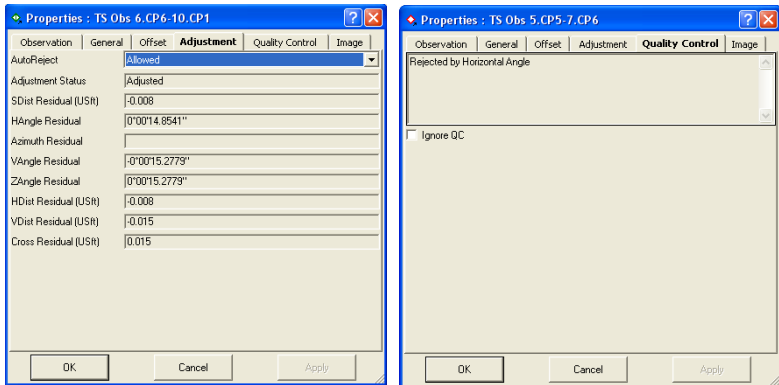 Properties : TS Obs 6.CP6-10.CP1
Observation General Offset Adjustment Quality Control Image
AutoReject Allowed
Adjustment Status Adjusted
SDist Residual (USft) -0.008
HAngle Residual 0°00'14.8541"
Azimuth Residual
VAngle Residual -0°00'15.2779"
ZAngle Residual 0°00'15.2779"
HDist Residual (USft) -0.008
VDist Residual (USft) -0.015
Cross Residual (USft) 0.015
OK Cancel Apply
Properties : TS Obs 5.CP5-7.CP6
Observation General Offset Adjustment Quality Control Image
Rejected by Horizontal Angle
Ignore QC
OK Cancel Apply